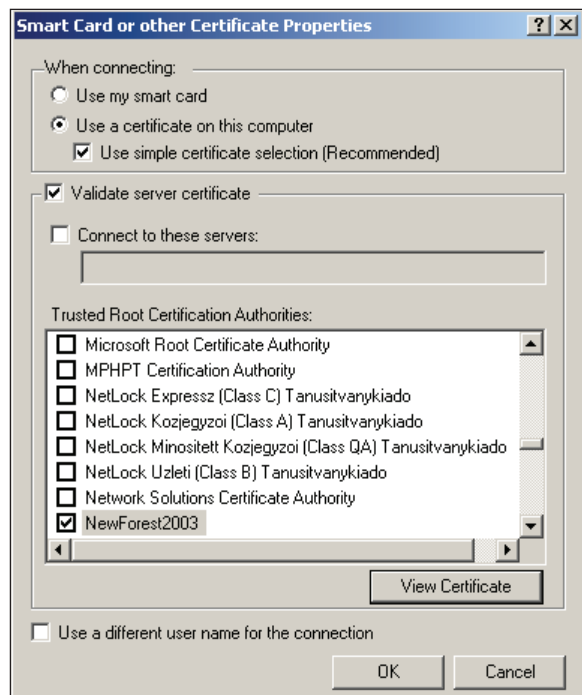 Smart Card or other Certificate Properties
When connecting:
Use my smart card
Use a certificate on this computer
Use simple certificate selection (Recommended)
Validate server certificate
Connect to these servers:
Trusted Root Certification Authorities:
Microsoft Root Certificate Authority
MPHPT Certification Authority
NetLock Expressz (Class C) Tanusitvanykiado
NetLock Kozjegyzoi (Class A) Tanusitvanykiado
NetLock Minositett Kozjegyzoi (Class QA) Tanusitvanykiado
NetLock Uzleti (Class B) Tanusitvanykiado
Network Solutions Certificate Authority
NewForest2003
View Certificate
Use a different user name for the connection
OK Cancel